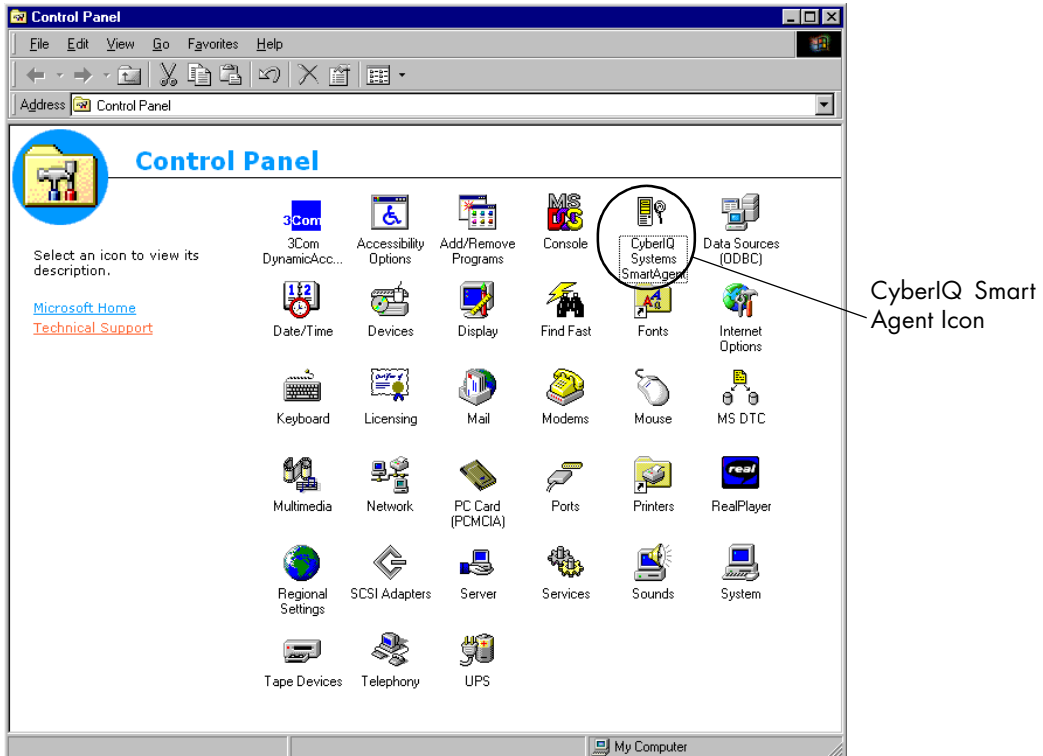 Control Panel
File Edit View Go Favorites Help
Address Control Panel
Control Panel
Select an icon to view its
description.
Microsoft Home
Technical Support
3Com
3Com
DynamicAcc...
Accessibility
Options
Add/Remove
Programs
MS
DOS
Console
CyberIQ
Systems
SmartAgent
Data Sources
(ODBC)
CyberIQ Smart
Agent Icon
Date/Time
Devices
Display
Find Fast
Fonts
Internet
Options
Keyboard
Licensing
Mail
Modems
Mouse
MS DTC
Multimedia
Network
PC Card
(PCMCIA)
Ports
Printers
real
RealPlayer
Regional
Settings
SCSI Adapters
Server
Services
Sounds
System
Tape Devices
Telephony
UPS
My Computer